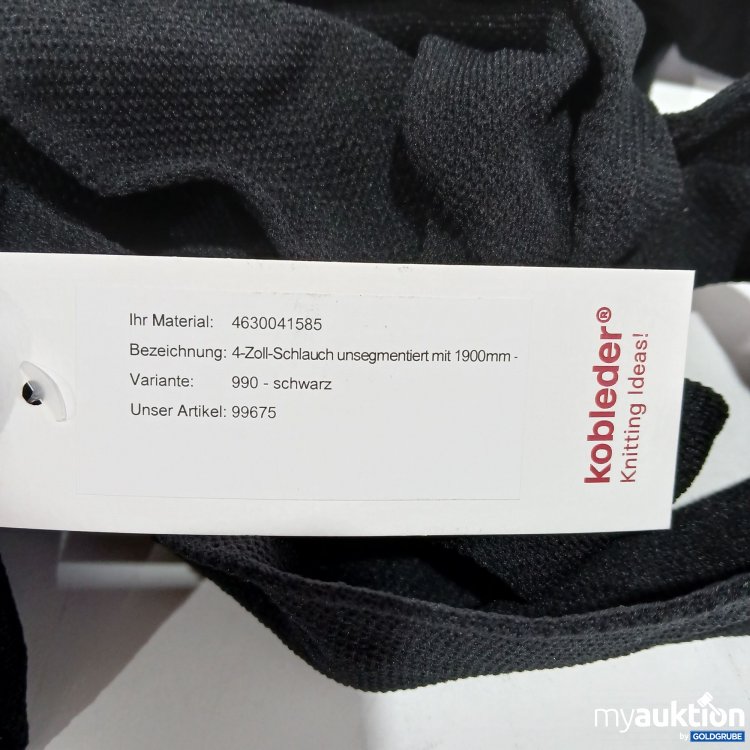 Ihr Material: 4630041585
Bezeichnung: 4-Zoll-Schlauch unsegmentiert mit 1900mm -
Variante: 990 - schwarz
Unser Artikel: 99675
kobleder®
Knitting Ideas!
myauktion
by GOLDGRUBE